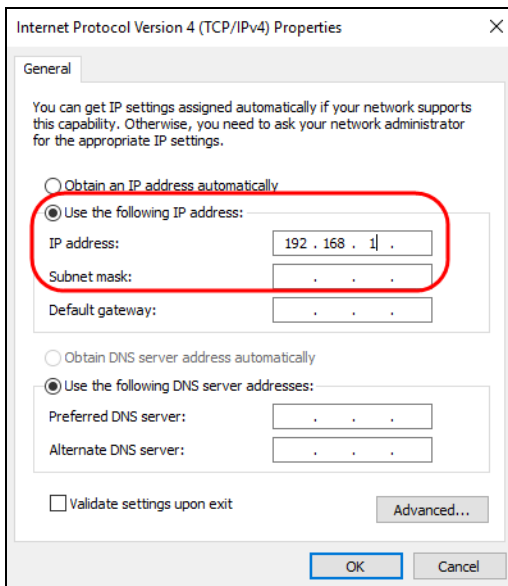 Internet Protocol Version 4 (TCP/IPv4) Properties
General
You can get IP settings assigned automatically if your network supports
this capability. Otherwise, you need to ask your network administrator
for the appropriate IP settings.
Obtain an IP address automatically
Use the following IP address:
IP address: 192 . 168 . 1 .
Subnet mask: . . .
Default gateway: . . .
Obtain DNS server address automatically
Use the following DNS server addresses:
Preferred DNS server: . . .
Alternate DNS server: . . .
Validate settings upon exit
Advanced...
OK Cancel